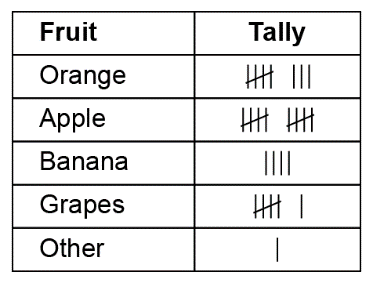 Fruit Tally
Orange 𝍸 |||
Apple 𝍸 𝍸
Banana ||||
Grapes 𝍸 |
Other |